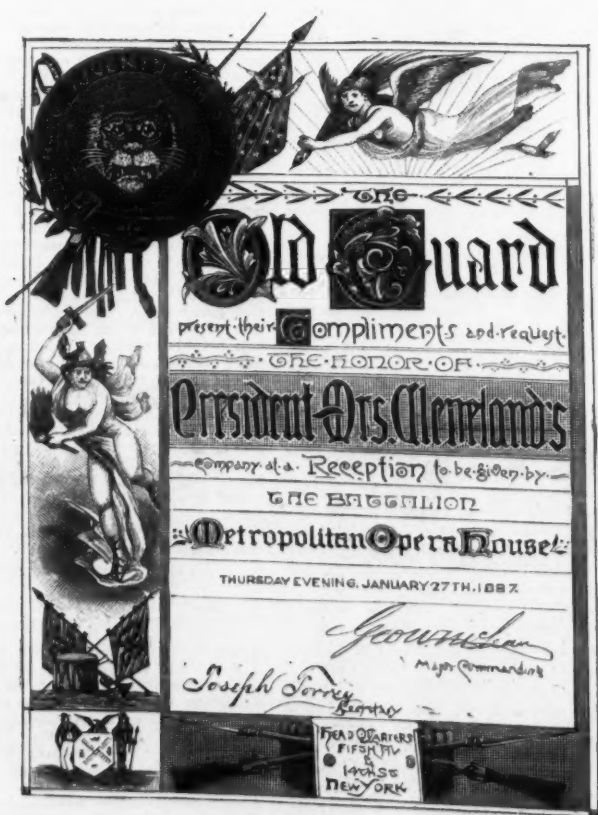 THE
Old Guard
present·their·Compliments and·request·
·THE·HONOR·OF·
President Mrs. Cleveland's
company·at·a·Reception to·be·given·by·
THE BATTALION
Metropolitan Opera House
THURSDAY EVENING, JANUARY 27TH, 1887
Geo. W. McLean
Major Commanding
Joseph Torrey
Secretary
HEAD QUARTERS
FIFTH AV
&
14TH ST
NEW YORK